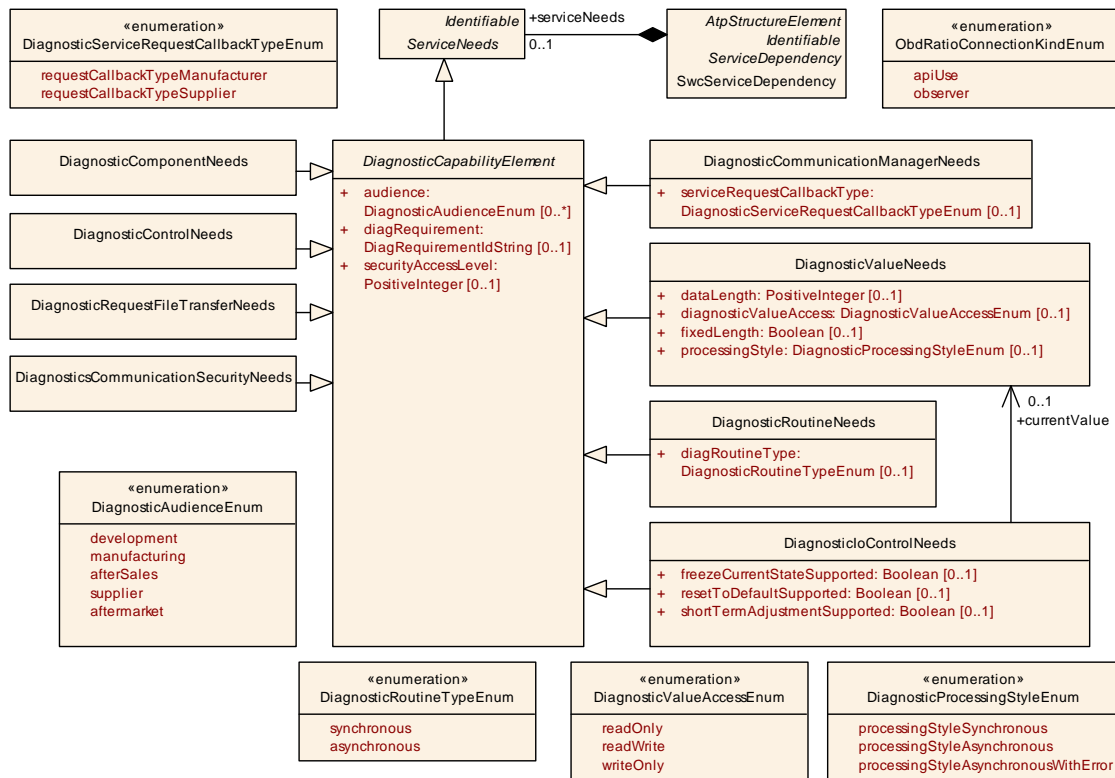 «enumeration»
DiagnosticServiceRequestCallbackTypeEnum
requestCallbackTypeManufacturer
requestCallbackTypeSupplier
Identifiable
ServiceNeeds
+serviceNeeds
0..1
AtpStructureElement
Identifiable
ServiceDependency
SwcServiceDependency
«enumeration»
ObdRatioConnectionKindEnum
apiUse
observer
DiagnosticComponentNeeds
DiagnosticControlNeeds
DiagnosticRequestFileTransferNeeds
DiagnosticsCommunicationSecurityNeeds
DiagnosticCapabilityElement
+ audience:
DiagnosticAudienceEnum [0..*]
+ diagRequirement:
DiagRequirementIdString [0..1]
+ securityAccessLevel:
PositiveInteger [0..1]
DiagnosticCommunicationManagerNeeds
+ serviceRequestCallbackType:
DiagnosticServiceRequestCallbackTypeEnum [0..1]
DiagnosticValueNeeds
+ dataLength: PositiveInteger [0..1]
+ diagnosticValueAccess: DiagnosticValueAccessEnum [0..1]
+ fixedLength: Boolean [0..1]
+ processingStyle: DiagnosticProcessingStyleEnum [0..1]
0..1
+currentValue
DiagnosticRoutineNeeds
+ diagRoutineType:
DiagnosticRoutineTypeEnum [0..1]
DiagnosticIoControlNeeds
+ freezeCurrentStateSupported: Boolean [0..1]
+ resetToDefaultSupported: Boolean [0..1]
+ shortTermAdjustmentSupported: Boolean [0..1]
«enumeration»
DiagnosticAudienceEnum
development
manufacturing
afterSales
supplier
aftermarket
«enumeration»
DiagnosticRoutineTypeEnum
synchronous
asynchronous
«enumeration»
DiagnosticValueAccessEnum
readOnly
readWrite
writeOnly
«enumeration»
DiagnosticProcessingStyleEnum
processingStyleSynchronous
processingStyleAsynchronous
processingStyleAsynchronousWithError